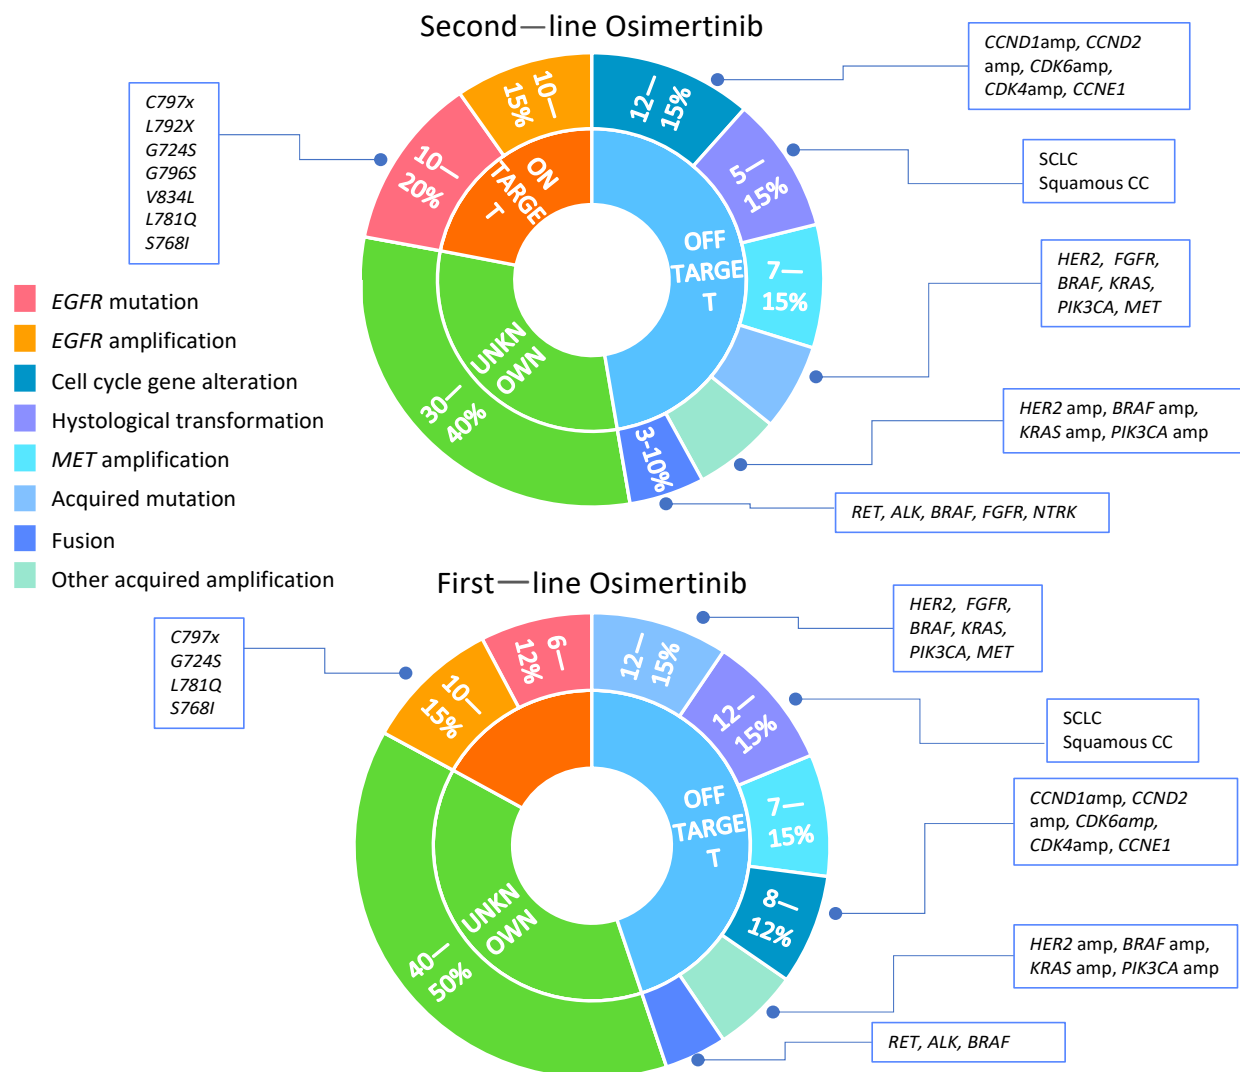 Second—line Osimertinib
C797x
L792X
G724S
G796S
V834L
L781Q
S768I
10—
15%
10—
20%
ON
TARGE
T
12—
15%
5—
15%
OFF
TARGE
T
7—
15%
UNKN
OWN
30—
40%
3-10%
CCND1amp, CCND2
amp, CDK6amp,
CDK4amp, CCNE1
SCLC
Squamous CC
HER2, FGFR,
BRAF, KRAS,
PIK3CA, MET
HER2 amp, BRAF amp,
KRAS amp, PIK3CA amp
RET, ALK, BRAF, FGFR, NTRK
EGFR mutation
EGFR amplification
Cell cycle gene alteration
Hystological transformation
MET amplification
Acquired mutation
Fusion
Other acquired amplification
First—line Osimertinib
C797x
G724S
L781Q
S768I
10—
15%
6—
12%
12—
15%
12—
15%
OFF
TARGE
T
7—
15%
8—
12%
UNKN
OWN
40—
50%
HER2, FGFR,
BRAF, KRAS,
PIK3CA, MET
SCLC
Squamous CC
CCND1amp, CCND2
amp, CDK6amp,
CDK4amp, CCNE1
HER2 amp, BRAF amp,
KRAS amp, PIK3CA amp
RET, ALK, BRAF